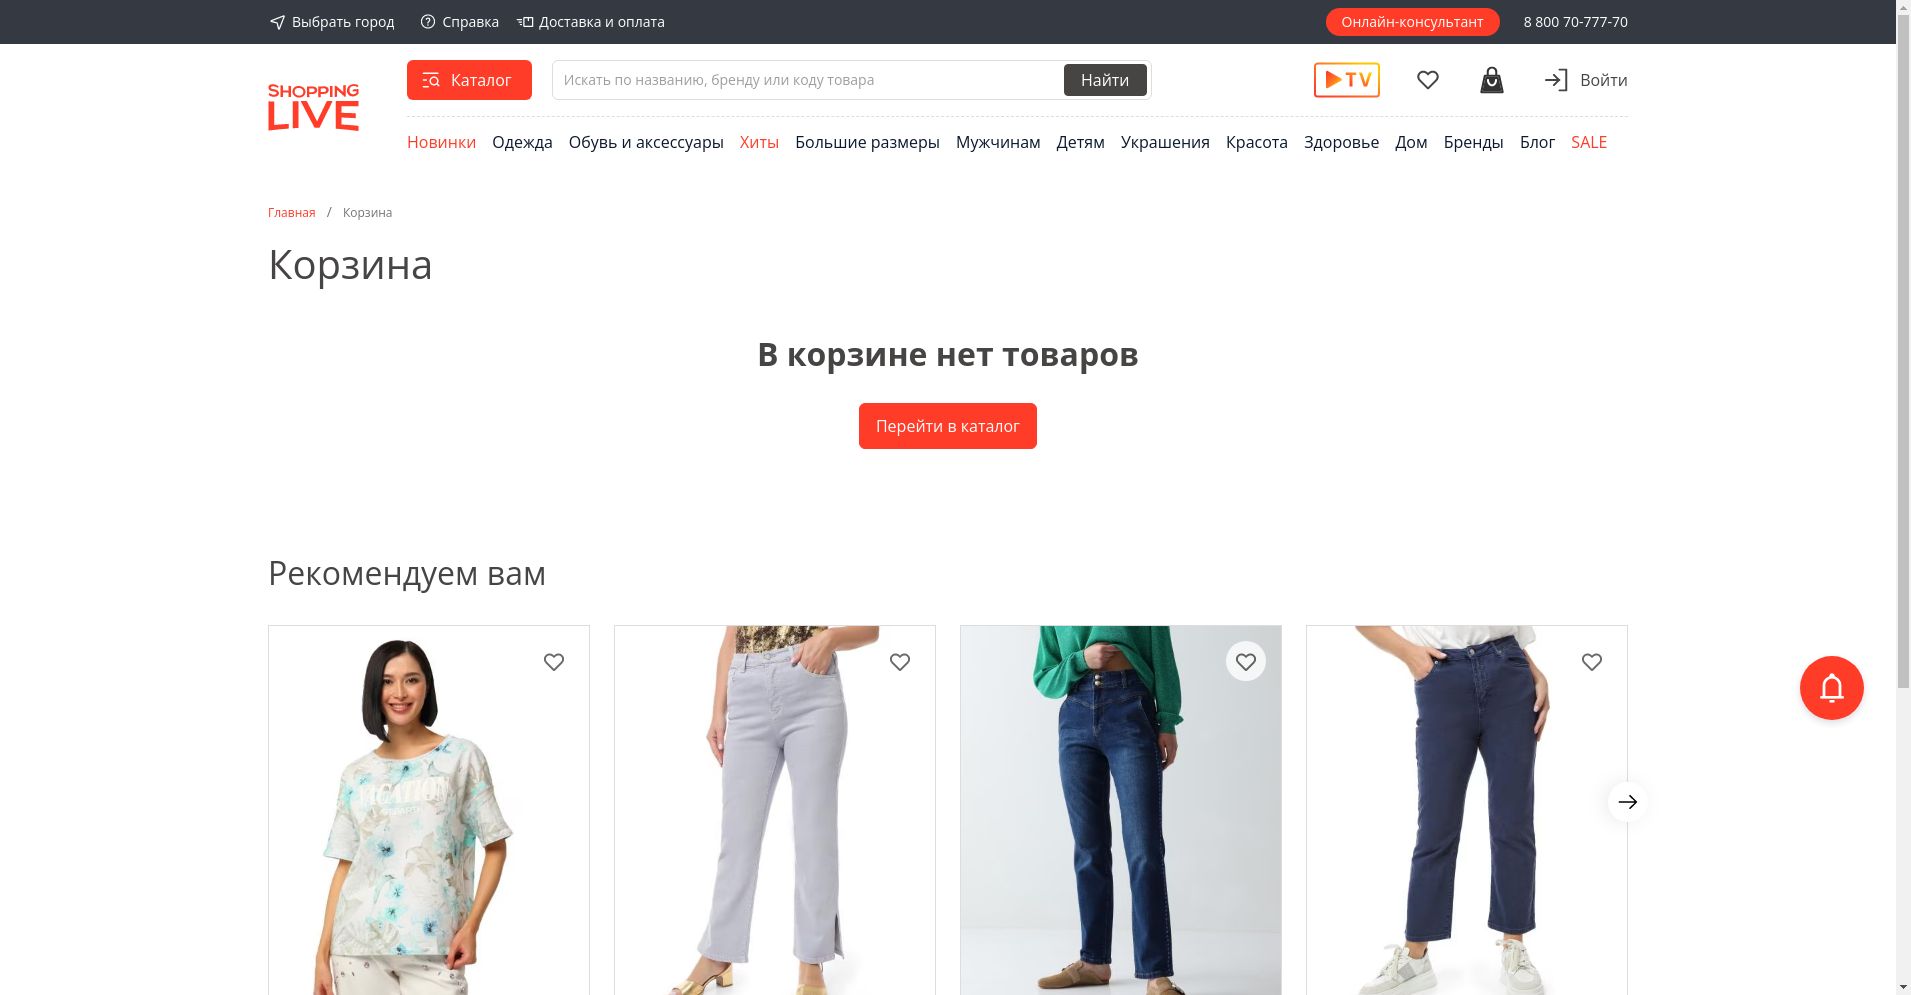 Выбрать город
Справка
Доставка и оплата
Онлайн-консультант
8 800 70-777-70
SHOPPING
LIVE
Каталог
Искать по названию, бренду или коду товара
Найти
TV
Войти
Новинки
Одежда
Обувь и аксессуары
Хиты
Большие размеры
Мужчинам
Детям
Украшения
Красота
Здоровье
Дом
Бренды
Блог
SALE
Главная / Корзина
Корзина
В корзине нет товаров
Перейти в каталог
Рекомендуем вам
VACATION